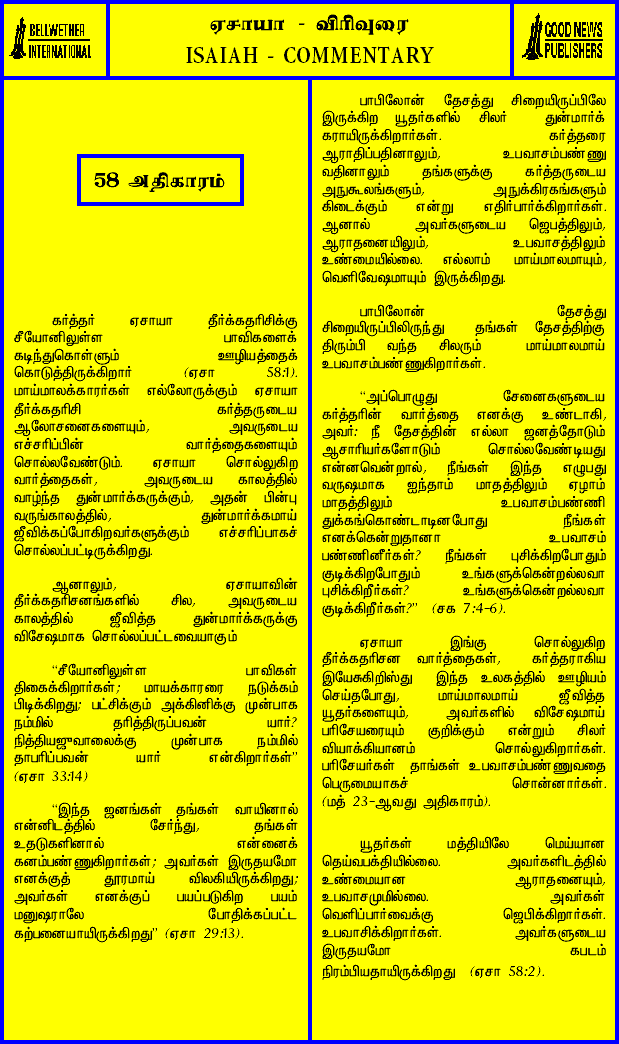 BELLWETHER
INTERNATIONAL
ஏசாயா - விரிவுரை
ISAIAH - COMMENTARY
GOOD NEWS
PUBLISHERS
58 அதிகாரம்
கர்த்தர் ஏசாயா தீர்க்கதரிசிக்கு
சீயோனிலுள்ள பாவிகளைக்
கடிந்துகொள்ளும் ஊழியத்தைக்
கொடுத்திருக்கிறார் (ஏசா 58:1).
மாய்மாலக்காரர்கள் எல்லோருக்கும் ஏசாயா
தீர்க்கதரிசி கர்த்தருடைய
ஆலோசனைகளையும், அவருடைய
எச்சரிப்பின் வார்த்தைகளையும்
சொல்லவேண்டும். ஏசாயா சொல்லுகிற
வார்த்தைகள், அவருடைய காலத்தில்
வாழ்ந்த துன்மார்க்கருக்கும், அதன் பின்பு
வருங்காலத்தில், துன்மார்க்கமாய்
ஜீவிக்கப்போகிறவர்களுக்கும் எச்சரிப்பாகச்
சொல்லப்பட்டிருக்கிறது.
ஆனாலும், ஏசாயாவின்
தீர்க்கதரிசனங்களில் சில, அவருடைய
காலத்தில் ஜீவித்த துன்மார்க்கருக்கு
விசேஷமாக சொல்லப்பட்டவையாகும்
“சீயோனிலுள்ள பாவிகள்
திகைக்கிறார்கள்; மாயக்காரரை நடுக்கம்
பிடிக்கிறது; பட்சிக்கும் அக்கினிக்கு முன்பாக
நம்மில் தரித்திருப்பவன் யார்?
நித்தியஜுவாலைக்கு முன்பாக நம்மில்
தாபரிப்பவன் யார் என்கிறார்கள்”
(ஏசா 33:14)
“இந்த ஜனங்கள் தங்கள் வாயினால்
என்னிடத்தில் சேர்ந்து, தங்கள்
உதடுகளினால் என்னைக்
கனம்பண்ணுகிறார்கள்; அவர்கள் இருதயமோ
எனக்குத் தூரமாய் விலகியிருக்கிறது;
அவர்கள் எனக்குப் பயப்படுகிற பயம்
மனுஷராலே போதிக்கப்பட்ட
கற்பனையாயிருக்கிறது” (ஏசா 29:13).
பாபிலோன் தேசத்து சிறையிருப்பிலே
இருக்கிற யூதர்களில் சிலர் துன்மார்க்
கராயிருக்கிறார்கள். கர்த்தரை
ஆராதிப்பதினாலும், உபவாசம்பண்ணு
வதினாலும் தங்களுக்கு கர்த்தருடைய
அநுகூலங்களும், அநுக்கிரகங்களும்
கிடைக்கும் என்று எதிர்பார்க்கிறார்கள்.
ஆனால் அவர்களுடைய ஜெபத்திலும்,
ஆராதனையிலும், உபவாசத்திலும்
உண்மையில்லை. எல்லாம் மாய்மாலமாயும்,
வெளிவேஷமாயும் இருக்கிறது.
பாபிலோன் தேசத்து
சிறையிருப்பிலிருந்து தங்கள் தேசத்திற்கு
திரும்பி வந்த சிலரும் மாய்மாலமாய்
உபவாசம்பண்ணுகிறார்கள்.
“அப்பொழுது சேனைகளுடைய
கர்த்தரின் வார்த்தை எனக்கு உண்டாகி,
அவர்: நீ தேசத்தின் எல்லா ஜனத்தோடும்
ஆசாரியர்களோடும் சொல்லவேண்டியது
என்னவென்றால், நீங்கள் இந்த எழுபது
வருஷமாக ஐந்தாம் மாதத்திலும் ஏழாம்
மாதத்திலும் உபவாசம்பண்ணி
துக்கங்கொண்டாடினபோது நீங்கள்
எனக்கென்றுதானா உபவாசம்
பண்ணினீர்கள்? நீங்கள் புசிக்கிறபோதும்
குடிக்கிறபோதும் உங்களுக்கென்றல்லவா
புசிக்கிறீர்கள்? உங்களுக்கென்றல்லவா
குடிக்கிறீர்கள்?” (சக 7:4-6).
ஏசாயா இங்கு சொல்லுகிற
தீர்க்கதரிசன வார்த்தைகள், கர்த்தராகிய
இயேசுகிறிஸ்து இந்த உலகத்தில் ஊழியம்
செய்தபோது, மாய்மாலமாய் ஜீவித்த
யூதர்களையும், அவர்களில் விசேஷமாய்
பரிசேயரையும் குறிக்கும் என்றும் சிலர்
வியாக்கியானம் சொல்லுகிறார்கள்.
பரிசேயர்கள் தாங்கள் உபவாசம்பண்ணுவதை
பெருமையாகச் சொன்னார்கள்.
(மத் 23-ஆவது அதிகாரம்).
யூதர்கள் மத்தியிலே மெய்யான
தெய்வபக்தியில்லை. அவர்களிடத்தில்
உண்மையான ஆராதனையும்,
உபவாசமுமில்லை. அவர்கள்
வெளிப்பார்வைக்கு ஜெபிக்கிறார்கள்.
உபவாசிக்கிறார்கள். அவர்களுடைய
இருதயமோ கபடம்
நிரம்பியதாயிருக்கிறது (ஏசா 58:2).